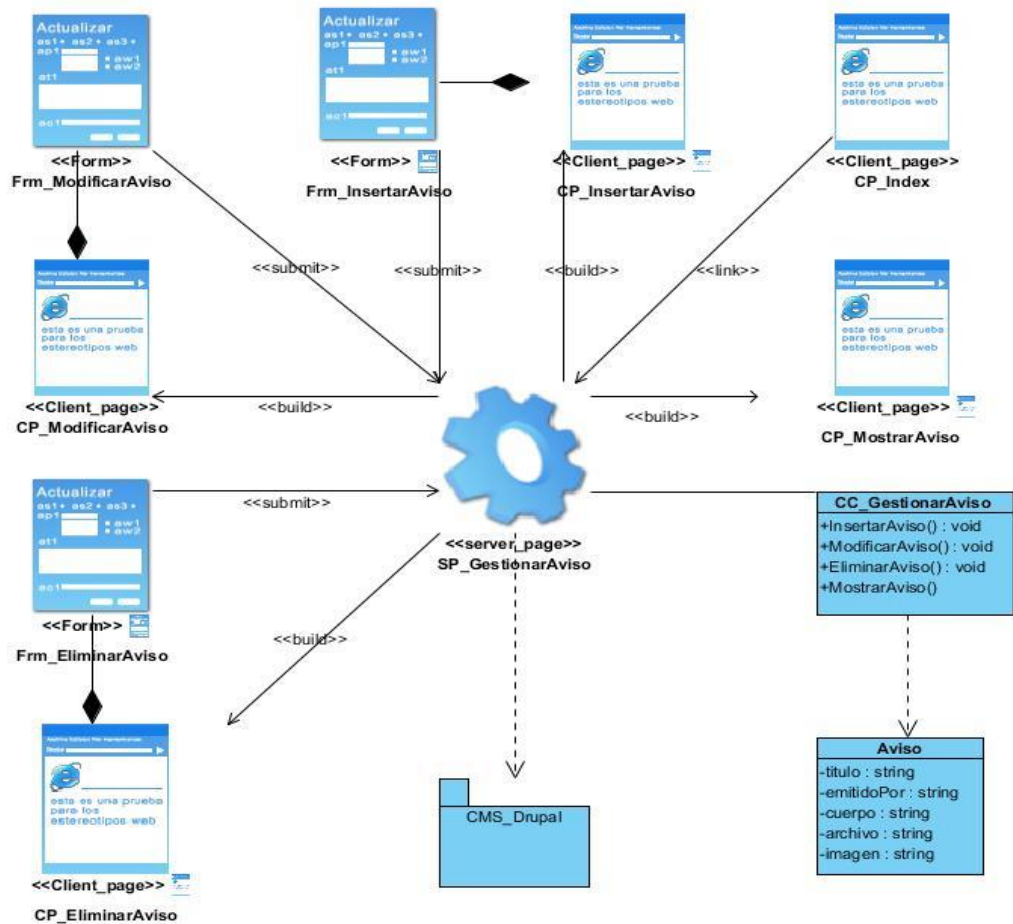 Actualizar
as1 as2 as3
ap1
aw1
aw2
at1
ac1
<<Form>>
Frm_ModificarAviso
Actualizar
as1 as2 as3
ap1
aw1
aw2
at1
ac1
<<Form>>
Frm_InsertarAviso
Titulo
esta es una prueba
para los
estereotipos web
<<Client_page>>
CP_InsertarAviso
Titulo
esta es una prueba
para los
estereotipos web
<<Client_page>>
CP_Index
<<submit>>
<<submit>>
<<build>>
<<link>>
Titulo
esta es una prueba
para los
estereotipos web
<<Client_page>>
CP_ModificarAviso
<<build>>
<<build>>
Titulo
esta es una prueba
para los
estereotipos web
<<Client_page>>
CP_MostrarAviso
Actualizar
as1 as2 as3
ap1
aw1
aw2
at1
ac1
<<Form>>
Frm_EliminarAviso
<<submit>>
<<server_page>>
SP_GestionarAviso
CC_GestionarAviso
+InsertarAviso() : void
+ModificarAviso() : void
+EliminarAviso() : void
+MostrarAviso()
<<build>>
Titulo
esta es una prueba
para los
estereotipos web
<<Client_page>>
CP_EliminarAviso
CMS_Drupal
Aviso
-titulo : string
-emitidoPor : string
-cuerpo : string
-archivo : string
-imagen : string